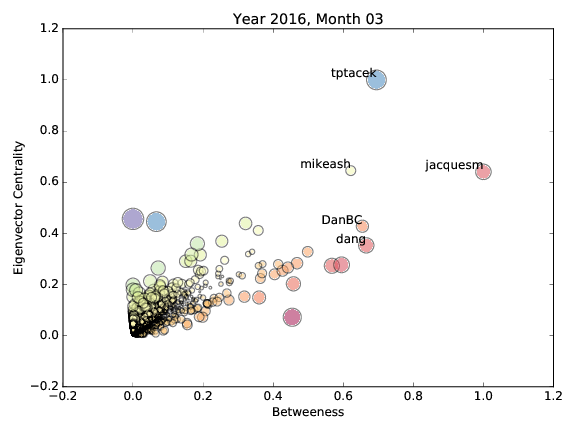 Year 2016, Month 03
1.2
1.0
0.8
0.6
0.4
0.2
0.0
−0.2
Eigenvector Centrality
tptacek
mikeash
jacquesm
DanBC
dang
−0.2
0.0
0.2
0.4
0.6
0.8
1.0
1.2
Betweeness